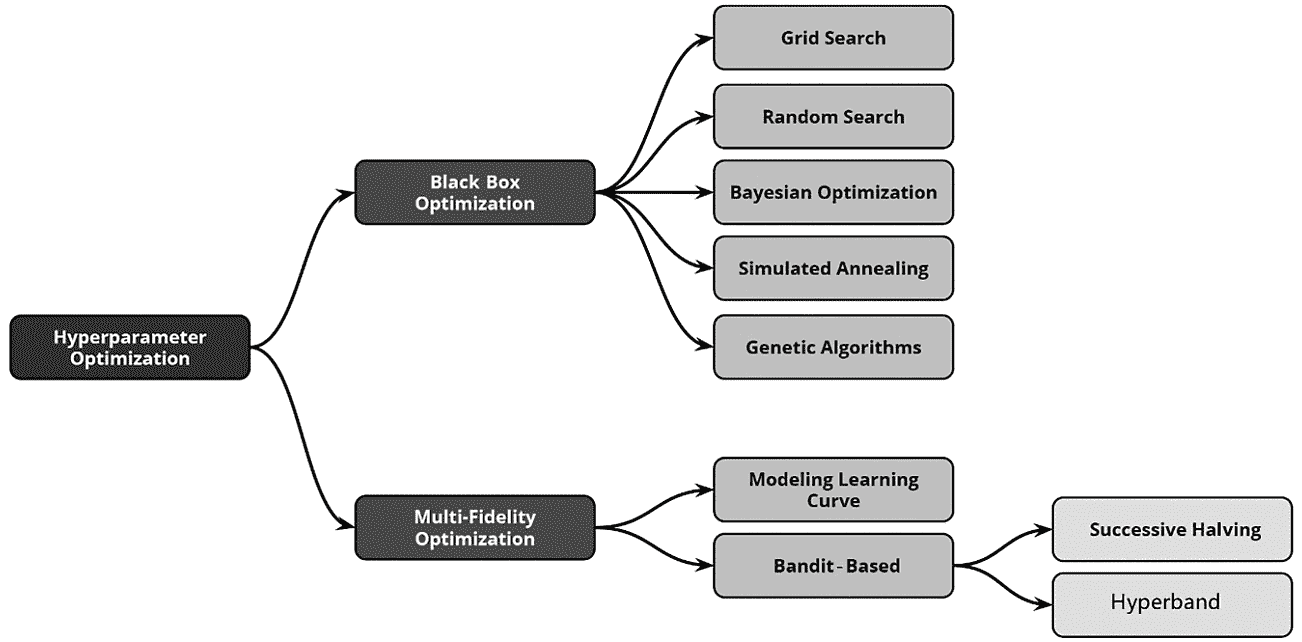 Grid Search
Random Search
Black Box
Optimization
Bayesian Optimization
Simulated Annealing
Hyperparameter
Optimization
Genetic Algorithms
Modeling Learning
Curve
Multi-Fidelity
Optimization
Successive Halving
Bandit-Based
Hyperband